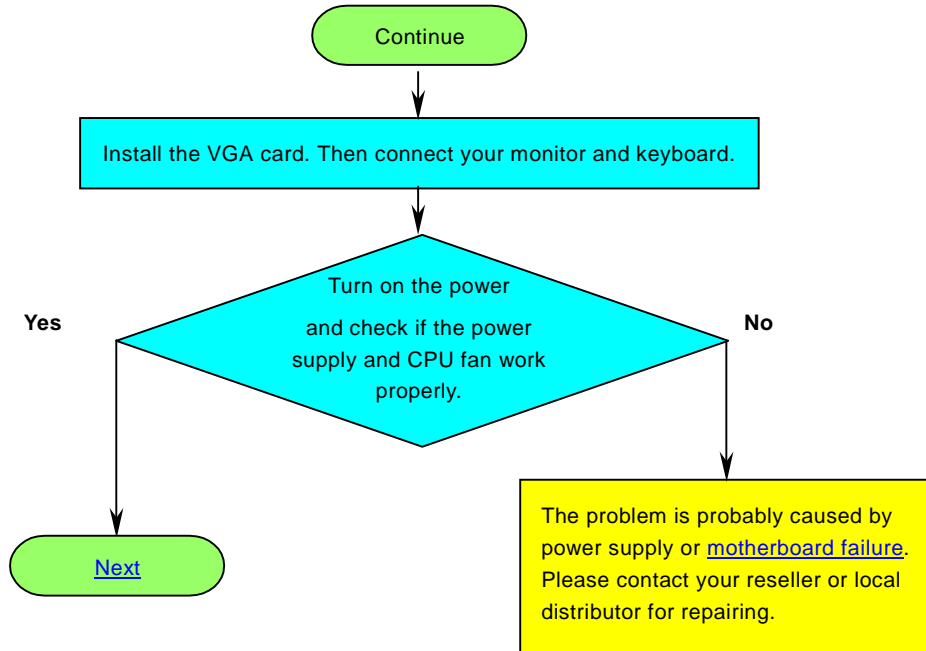 Continue
Install the VGA card. Then connect your monitor and keyboard.
Turn on the power
and check if the power
supply and CPU fan work
properly.
Yes
No
Next
The problem is probably caused by
power supply or motherboard failure.
Please contact your reseller or local
distributor for repairing.